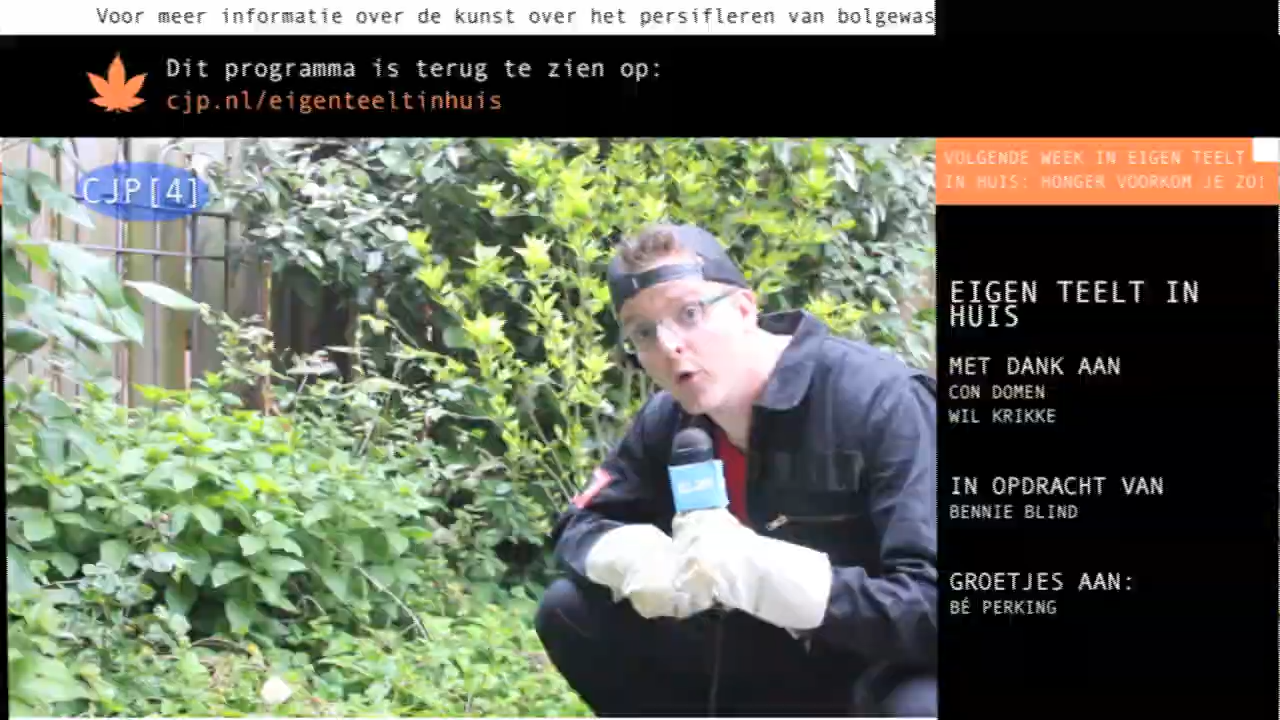 Voor meer informatie over de kunst over het persifleren van bolgewas
Dit programma is terug te zien op:
cjp.nl/eigenteeltinhuis
CJP[4]
VOLGENDE WEEK IN EIGEN TEELT
IN HUIS: HONGER VOORKOM JE ZO!
EIGEN TEELT IN
HUIS
MET DANK AAN
CON DOMEN
WIL KRIKKE
IN OPDRACHT VAN
BENNIE BLIND
GROETJES AAN:
BÉ PERKING